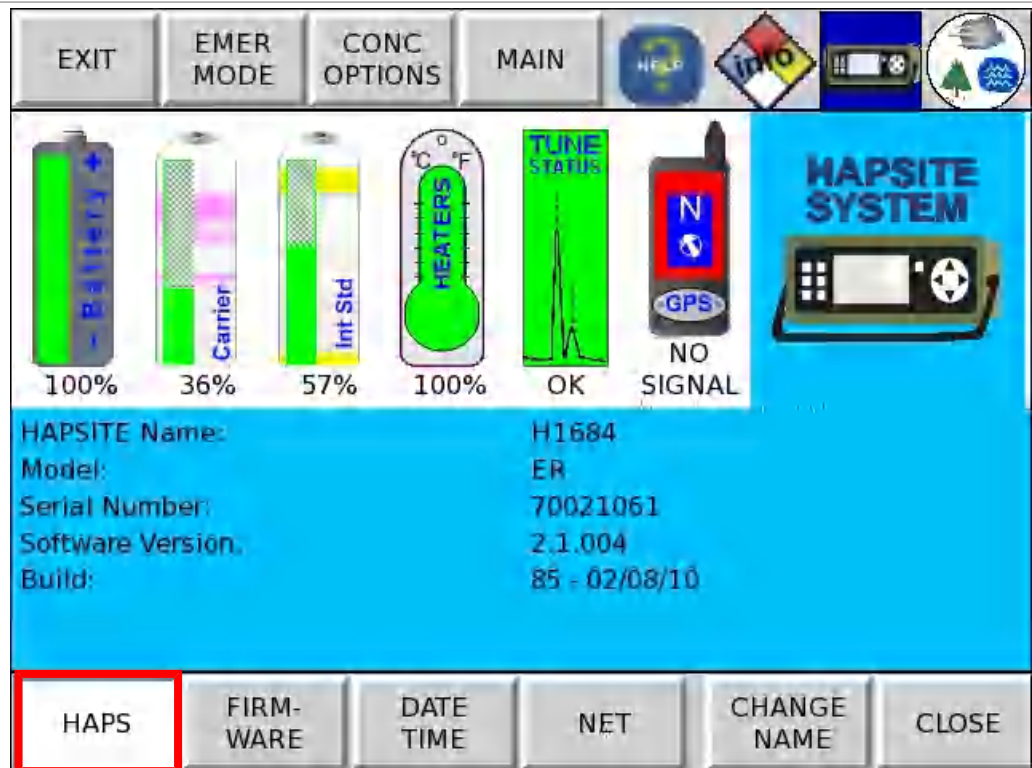 EXIT
EMER
MODE
CONC
OPTIONS
MAIN
HELP
info
- Battery +
Carrier
Int Std
°C °F
HEATERS
TUNE
STATUS
N
GPS
HAPSITE
SYSTEM
100%
36%
57%
100%
OK
NO
SIGNAL
HAPSITE Name: H1684
Model: ER
Serial Number: 70021061
Software Version: 2.1.004
Build: 85 - 02/08/10
HAPS
FIRM-
WARE
DATE
TIME
NET
CHANGE
NAME
CLOSE